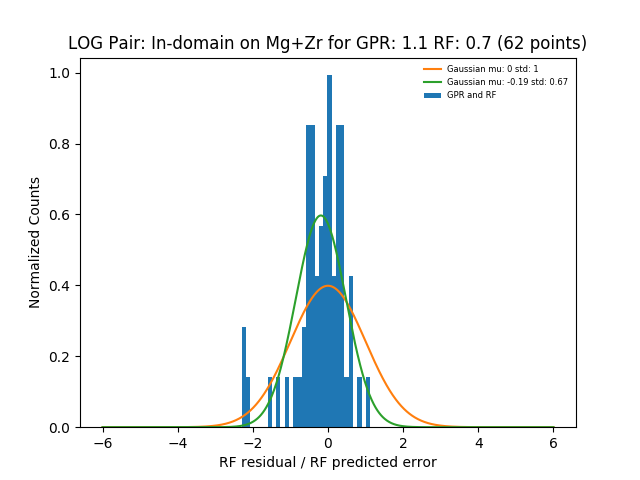 LOG Pair: In-domain on Mg+Zr for GPR: 1.1 RF: 0.7 (62 points)
Gaussian mu: 0 std: 1
Gaussian mu: -0.19 std: 0.67
GPR and RF
Normalized Counts
1.0
0.8
0.6
0.4
0.2
0.0
−6
−4
−2
0
2
4
6
RF residual / RF predicted error